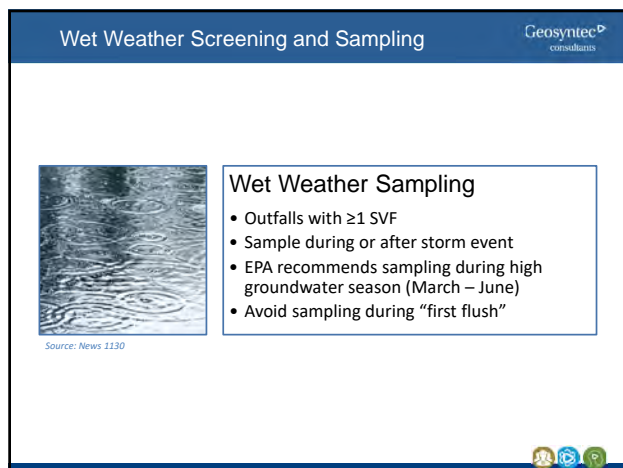 Wet Weather Screening and Sampling
Geosyntec
consultants
Wet Weather Sampling
• Outfalls with ≥1 SVF
• Sample during or after storm event
• EPA recommends sampling during high
groundwater season (March – June)
• Avoid sampling during “first flush”
Source: News 1130